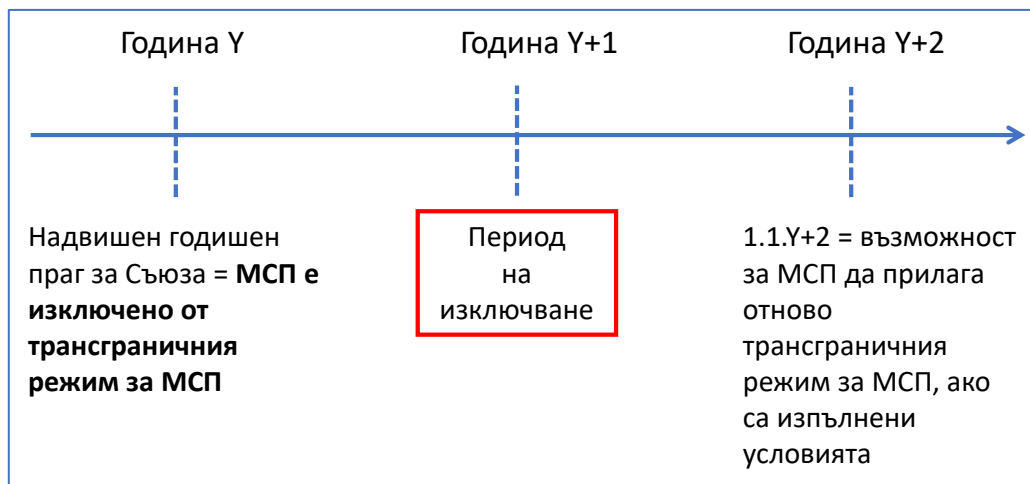 Година Y
Година Y+1
Година Y+2
Надвишен годишен
праг за Съюза = МСП е
изключено от
трансграничния
режим за МСП
Период
на
изключване
1.1.Y+2 = възможност
за МСП да прилага
отново
трансграничния
режим за МСП, ако
са изпълнени
условията